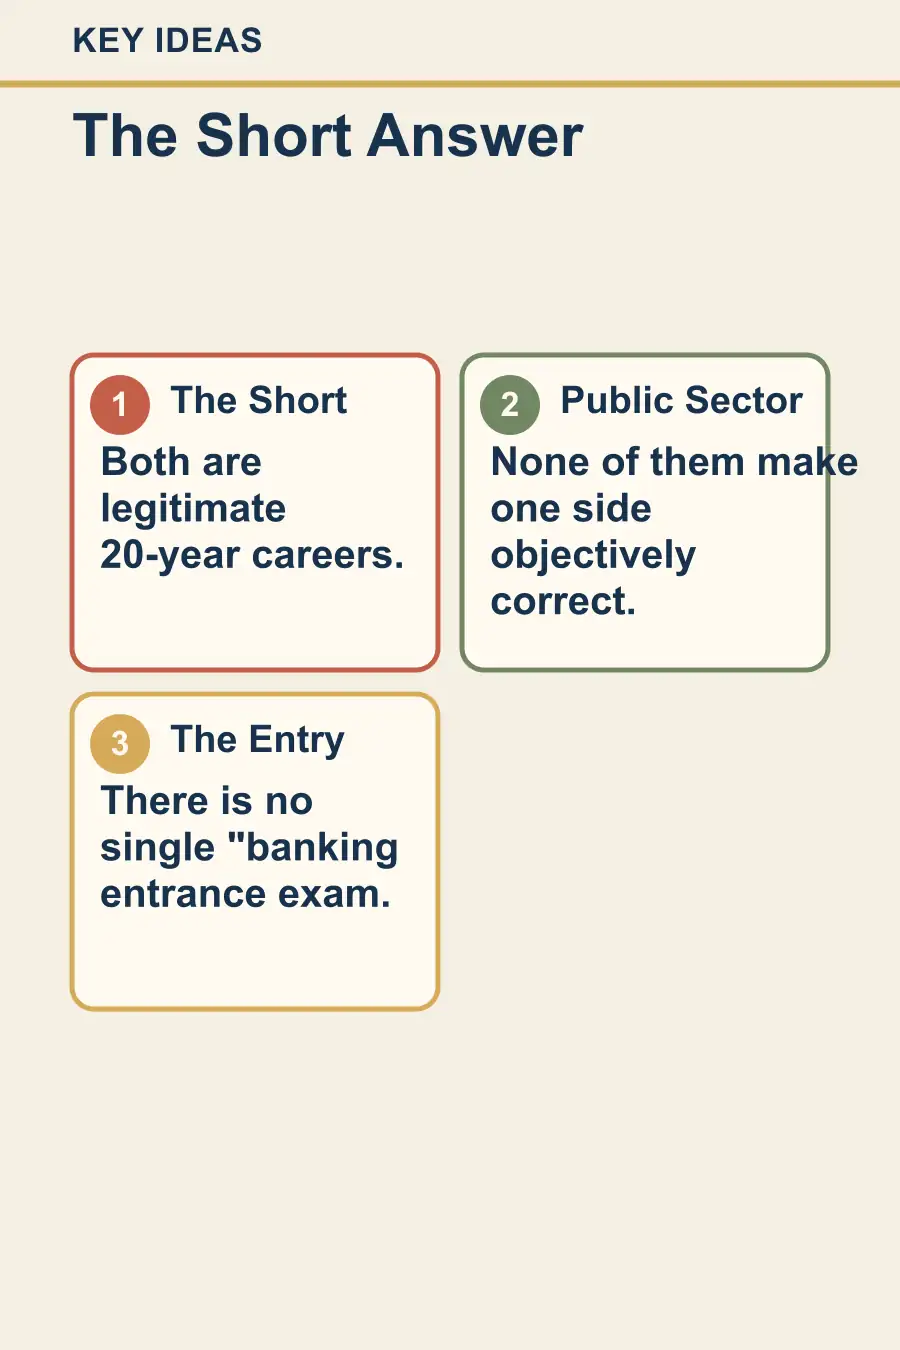 KEY IDEAS
The Short Answer
1 The Short
Both are
legitimate
20-year careers.
2 Public Sector
None of them make
one side
objectively
correct.
3 The Entry
There is no
single "banking
entrance exam.